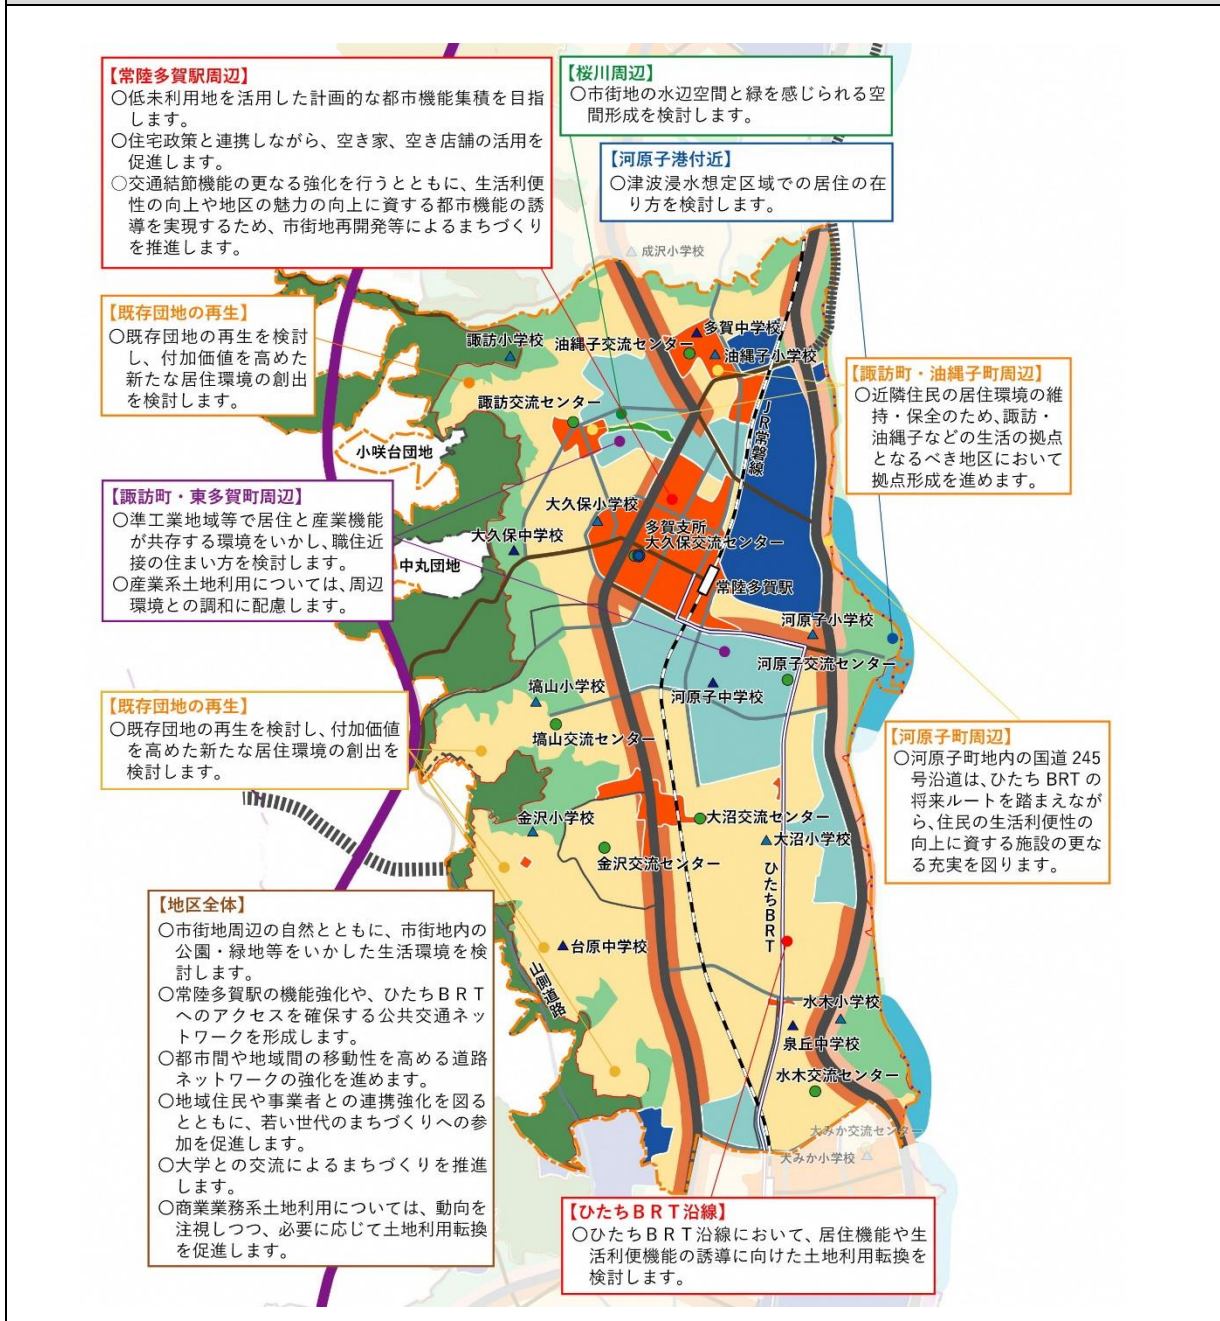 【常陸多賀駅周辺】
○低未利用地を活用した計画的な都市機能集積を目指
します。
○住宅政策と連携しながら、空き家、空き店舗の活用を
促進します。
○交通結節機能の更なる強化を行うとともに、生活利便
性の向上や地区の魅力の向上に資する都市機能の誘
導を実現するため、市街地再開発等によるまちづくり
を推進します。
【桜川周辺】
○市街地の水辺空間と緑を感じられる空
間形成を検討します。
【河原子港付近】
○津波浸水想定区域での居住の在
り方を検討します。
成沢小学校
【既存団地の再生】
○既存団地の再生を検討
し、付加価値を高めた
新たな居住環境の創出
を検討します。
諏訪小学校
多賀中学校
油縄子交流センター
油縄子小学校
諏訪交流センター
JR常磐線
【諏訪町・油縄子町周辺】
○近隣住民の居住環境の維
持・保全のため、諏訪・
油縄子などの生活の拠点
となるべき地区において
拠点形成を進めます。
小咲台団地
【諏訪町・東多賀町周辺】
○準工業地域等で居住と産業機能
が共存する環境をいかし、職住近
接の住まい方を検討します。
○産業系土地利用については、周辺
環境との調和に配慮します。
大久保小学校
大久保中学校
多賀支所
大久保交流センター
中丸団地
常陸多賀駅
河原子小学校
河原子交流センター
河原子中学校
塙山小学校
塙山交流センター
【既存団地の再生】
○既存団地の再生を検討し、付加価値
を高めた新たな居住環境の創出を
検討します。
【河原子町周辺】
○河原子町地内の国道245
号沿道は、ひたちBRTの
将来ルートを踏まえなが
ら、住民の生活利便性の
向上に資する施設の更な
る充実を図ります。
金沢小学校
大沼交流センター
大沼小学校
金沢交流センター
ひたちBRT
【地区全体】
○市街地周辺の自然とともに、市街地内の
公園・緑地等をいかした生活環境を検
討します。
○常陸多賀駅の機能強化や、ひたちBRT
へのアクセスを確保する公共交通ネッ
トワークを形成します。
○都市間や地域間の移動性を高める道路
ネットワークの強化を進めます。
○地域住民や事業者との連携強化を図る
とともに、若い世代のまちづくりへの参
加を促進します。
○大学との交流によるまちづくりを推進
します。
○商業業務系土地利用については、動向を
注視しつつ、必要に応じて土地利用転換
を促進します。
台原中学校
山側道路
水木小学校
泉丘中学校
水木交流センター
大みか交流センター
大みか小学校
【ひたちBRT沿線】
○ひたちBRT沿線において、居住機能や生
活利便機能の誘導に向けた土地利用転換を
検討します。